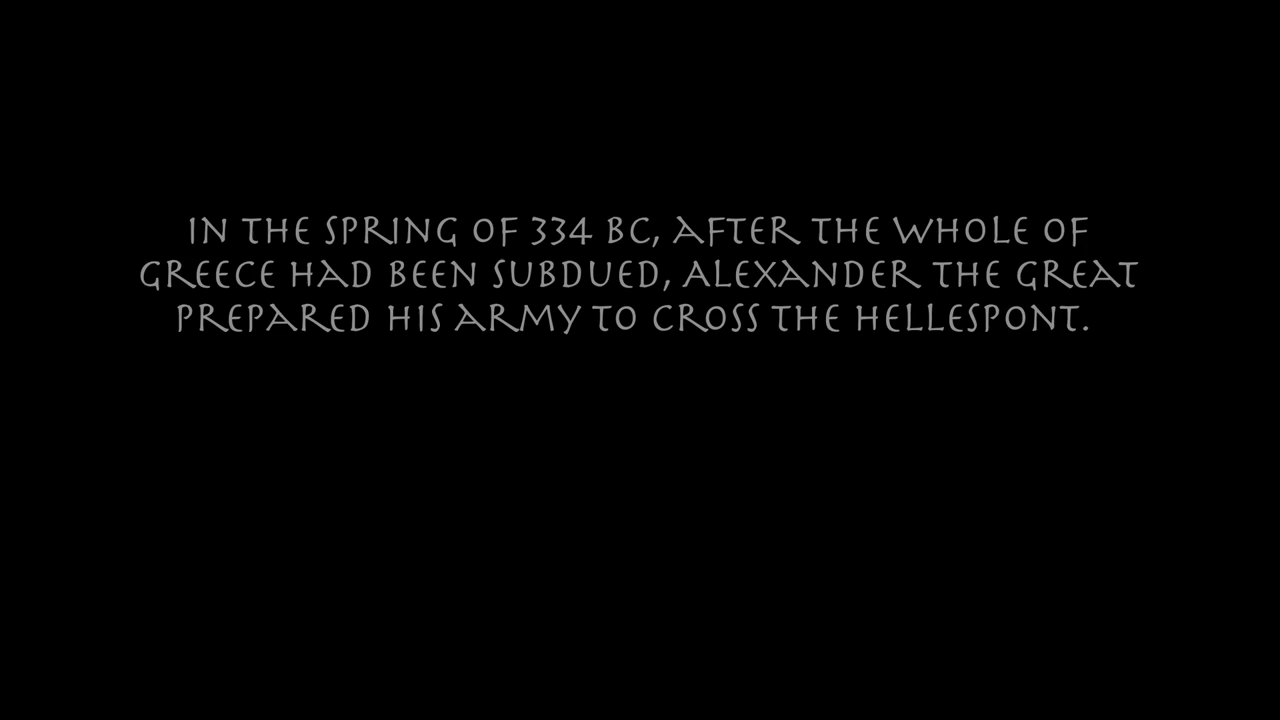 In the spring of 334 BC, after the whole of
Greece had been subdued, Alexander the Great
prepared his army to cross the Hellespont.